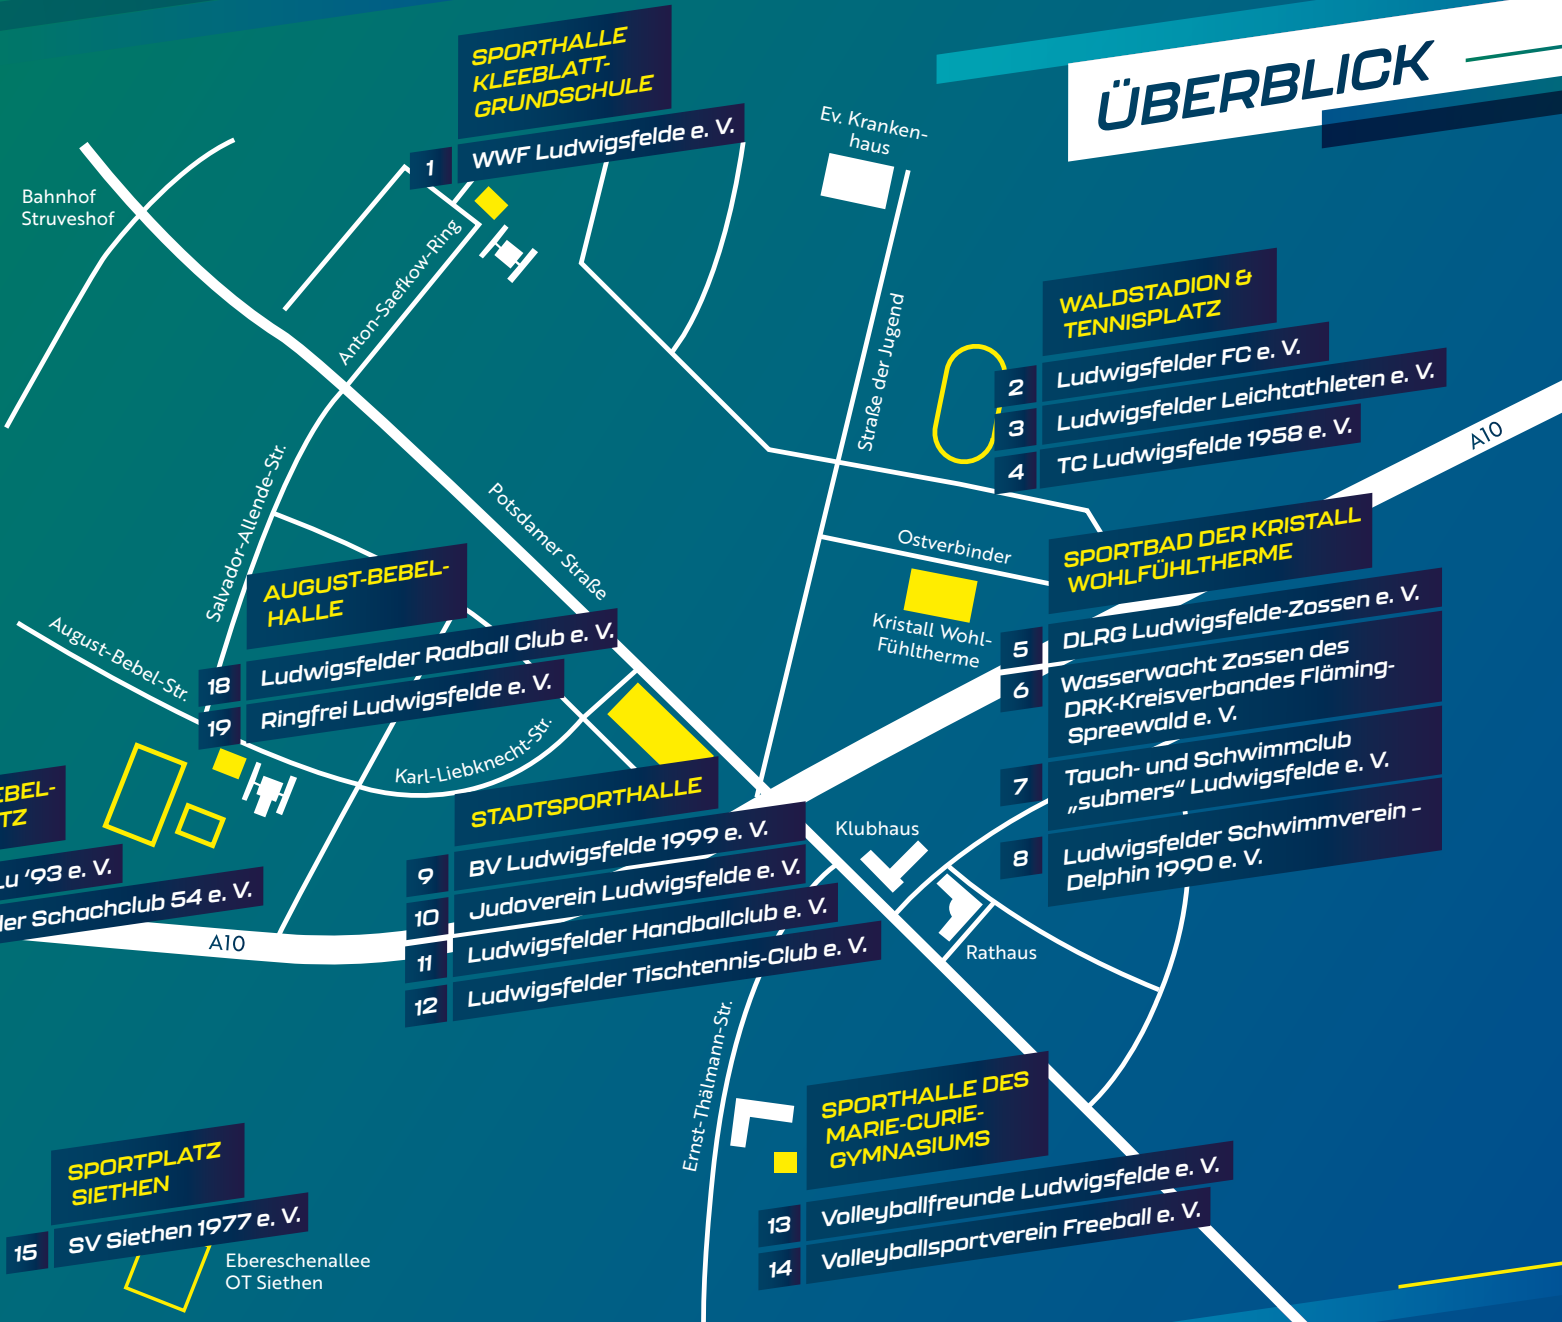 ÜBERBLICK
SPORTHALLE
KLEEBLATT-
GRUNDSCHULE
1 WWF Ludwigsfelde e. V.
Ev. Kranken-
haus
Bahnhof
Struveshof
Anton-Saefkow-Ring
Straße der Jugend
WALDSTADION &
TENNISPLATZ
2 Ludwigsfelder FC e. V.
3 Ludwigsfelder Leichtathleten e. V.
4 TC Ludwigsfelde 1958 e. V.
A10
Salvador-Allende-Str.
Potsdamer Straße
Ostverbinder
Kristall Wohl-
Fühltherme
SPORTBAD DER KRISTALL
WOHLFÜHLTHERME
5 DLRG Ludwigsfelde-Zossen e. V.
6 Wasserwacht Zossen des
DRK-Kreisverbandes Fläming-
Spreewald e. V.
7 Tauch- und Schwimmclub
„submers“ Ludwigsfelde e. V.
8 Ludwigsfelder Schwimmverein –
Delphin 1990 e. V.
AUGUST-BEBEL-
HALLE
18 Ludwigsfelder Radball Club e. V.
19 Ringfrei Ludwigsfelde e. V.
August-Bebel-Str.
Karl-Liebknecht-Str.
EBEL-
TZ
Lu ‘93 e. V.
der Schachclub 54 e. V.
A10
STADTSPORTHALLE
9 BV Ludwigsfelde 1999 e. V.
10 Judoverein Ludwigsfelde e. V.
11 Ludwigsfelder Handballclub e. V.
12 Ludwigsfelder Tischtennis-Club e. V.
Klubhaus
Rathaus
Ernst-Thälmann-Str.
SPORTHALLE DES
MARIE-CURIE-
GYMNASIUMS
13 Volleyballfreunde Ludwigsfelde e. V.
14 Volleyballsportverein Freeball e. V.
SPORTPLATZ
SIETHEN
15 SV Siethen 1977 e. V.
Ebereschenallee
OT Siethen